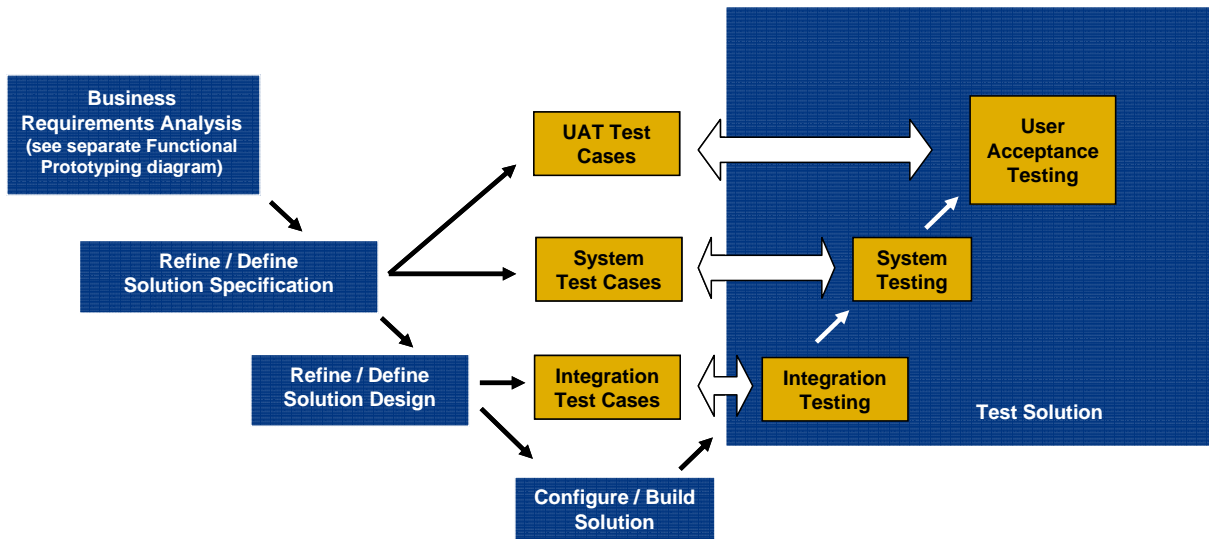 Business
Requirements Analysis
(see separate Functional
Prototyping diagram)
UAT Test
Cases
User
Acceptance
Testing
Refine / Define
Solution Specification
System
Test Cases
System
Testing
Refine / Define
Solution Design
Integration
Test Cases
Integration
Testing
Test Solution
Configure / Build
Solution